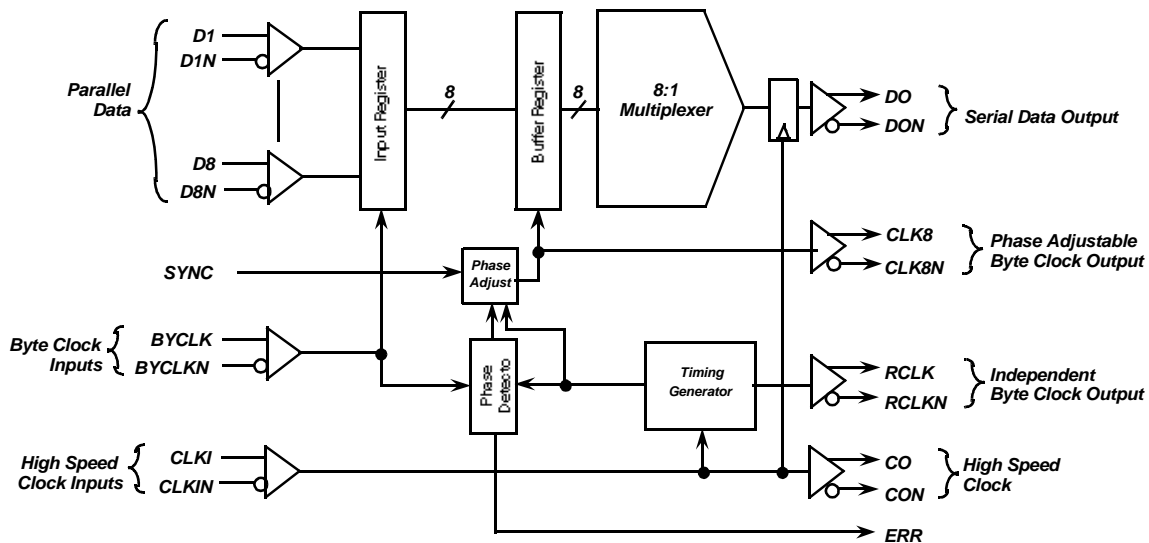 D1
D1N
Parallel
Data
D8
D8N
Input Register
8
Buffer Register
8
8:1
Multiplexer
DO
DON
Serial Data Output
SYNC
Phase
Adjust
CLK8
CLK8N
Phase Adjustable
Byte Clock Output
Byte Clock
Inputs
BYCLK
BYCLKN
Phase
Detecto
Timing
Generator
RCLK
RCLKN
Independent
Byte Clock Output
High Speed
Clock Inputs
CLKI
CLKIN
CO
CON
High Speed
Clock
ERR